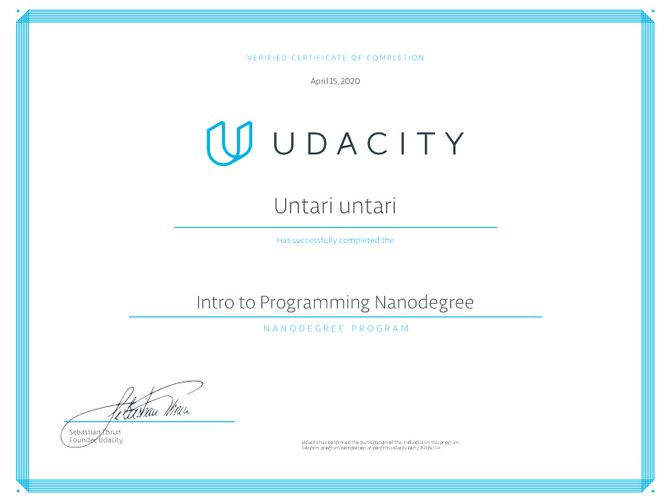 VERIFIED CERTIFICATE OF COMPLETION
April 15, 2020
UDACITY
Untari untari
Has successfully completed the
Intro to Programming Nanodegree
NANODEGREE PROGRAM
Sebastian Thrun
Sebastian Thrun
Founder, Udacity
Udacity has confirmed the participation of this individual in this program.
Confirm program completion at confirm.udacity.com/